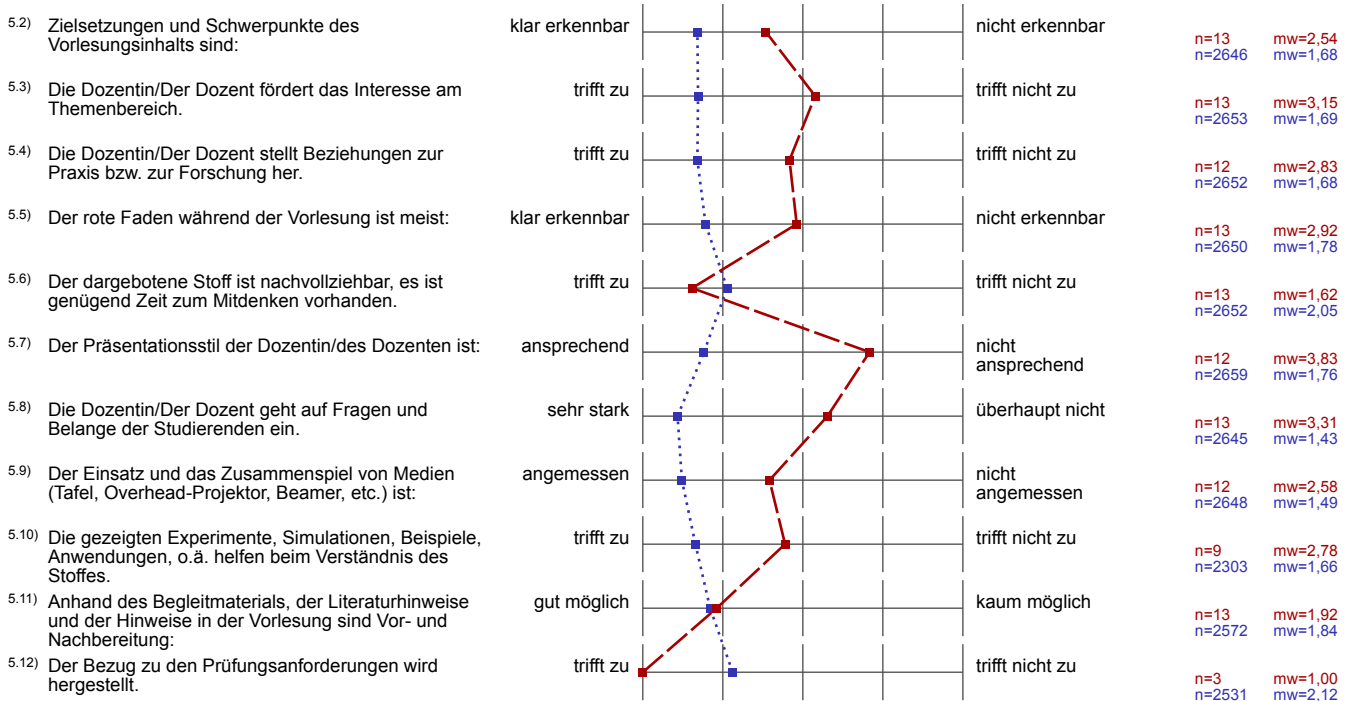 5.2) Zielsetzungen und Schwerpunkte des
Vorlesungsinhalts sind:
klar erkennbar
nicht erkennbar
n=13 mw=2,54
n=2646 mw=1,68
5.3) Die Dozentin/Der Dozent fördert das Interesse am
Themenbereich.
trifft zu
trifft nicht zu
n=13 mw=3,15
n=2653 mw=1,69
5.4) Die Dozentin/Der Dozent stellt Beziehungen zur
Praxis bzw. zur Forschung her.
trifft zu
trifft nicht zu
n=12 mw=2,83
n=2652 mw=1,68
5.5) Der rote Faden während der Vorlesung ist meist:
klar erkennbar
nicht erkennbar
n=13 mw=2,92
n=2650 mw=1,78
5.6) Der dargebotene Stoff ist nachvollziehbar, es ist
genügend Zeit zum Mitdenken vorhanden.
trifft zu
trifft nicht zu
n=13 mw=1,62
n=2652 mw=2,05
5.7) Der Präsentationsstil der Dozentin/des Dozenten ist:
ansprechend
nicht
ansprechend
n=12 mw=3,83
n=2659 mw=1,76
5.8) Die Dozentin/Der Dozent geht auf Fragen und
Belange der Studierenden ein.
sehr stark
überhaupt nicht
n=13 mw=3,31
n=2645 mw=1,43
5.9) Der Einsatz und das Zusammenspiel von Medien
(Tafel, Overhead-Projektor, Beamer, etc.) ist:
angemessen
nicht
angemessen
n=12 mw=2,58
n=2648 mw=1,49
5.10) Die gezeigten Experimente, Simulationen, Beispiele,
Anwendungen, o.ä. helfen beim Verständnis des
Stoffes.
trifft zu
trifft nicht zu
n=9 mw=2,78
n=2303 mw=1,66
5.11) Anhand des Begleitmaterials, der Literaturhinweise
und der Hinweise in der Vorlesung sind Vor- und
Nachbereitung:
gut möglich
kaum möglich
n=13 mw=1,92
n=2572 mw=1,84
5.12) Der Bezug zu den Prüfungsanforderungen wird
hergestellt.
trifft zu
trifft nicht zu
n=3 mw=1,00
n=2531 mw=2,12